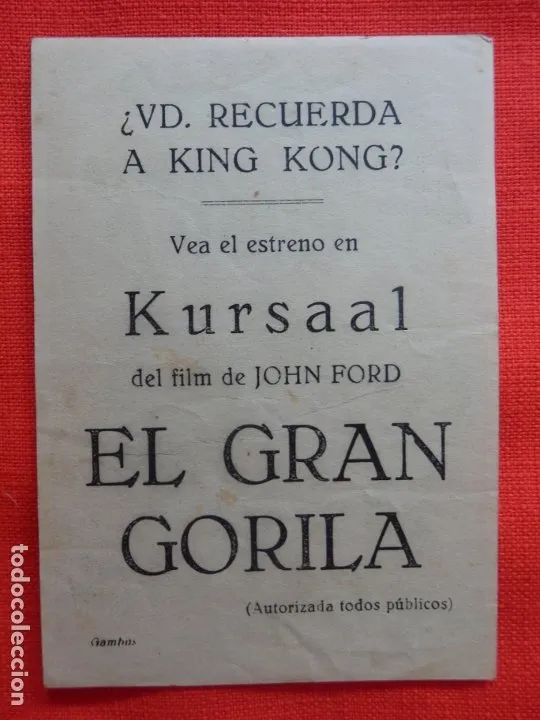 ¿VD. RECUERDA
A KING KONG?
Vea el estreno en
Kursaal
del film de JOHN FORD
EL GRAN
GORILA
(Autorizada todos públicos)
Gambús
todocoleccion